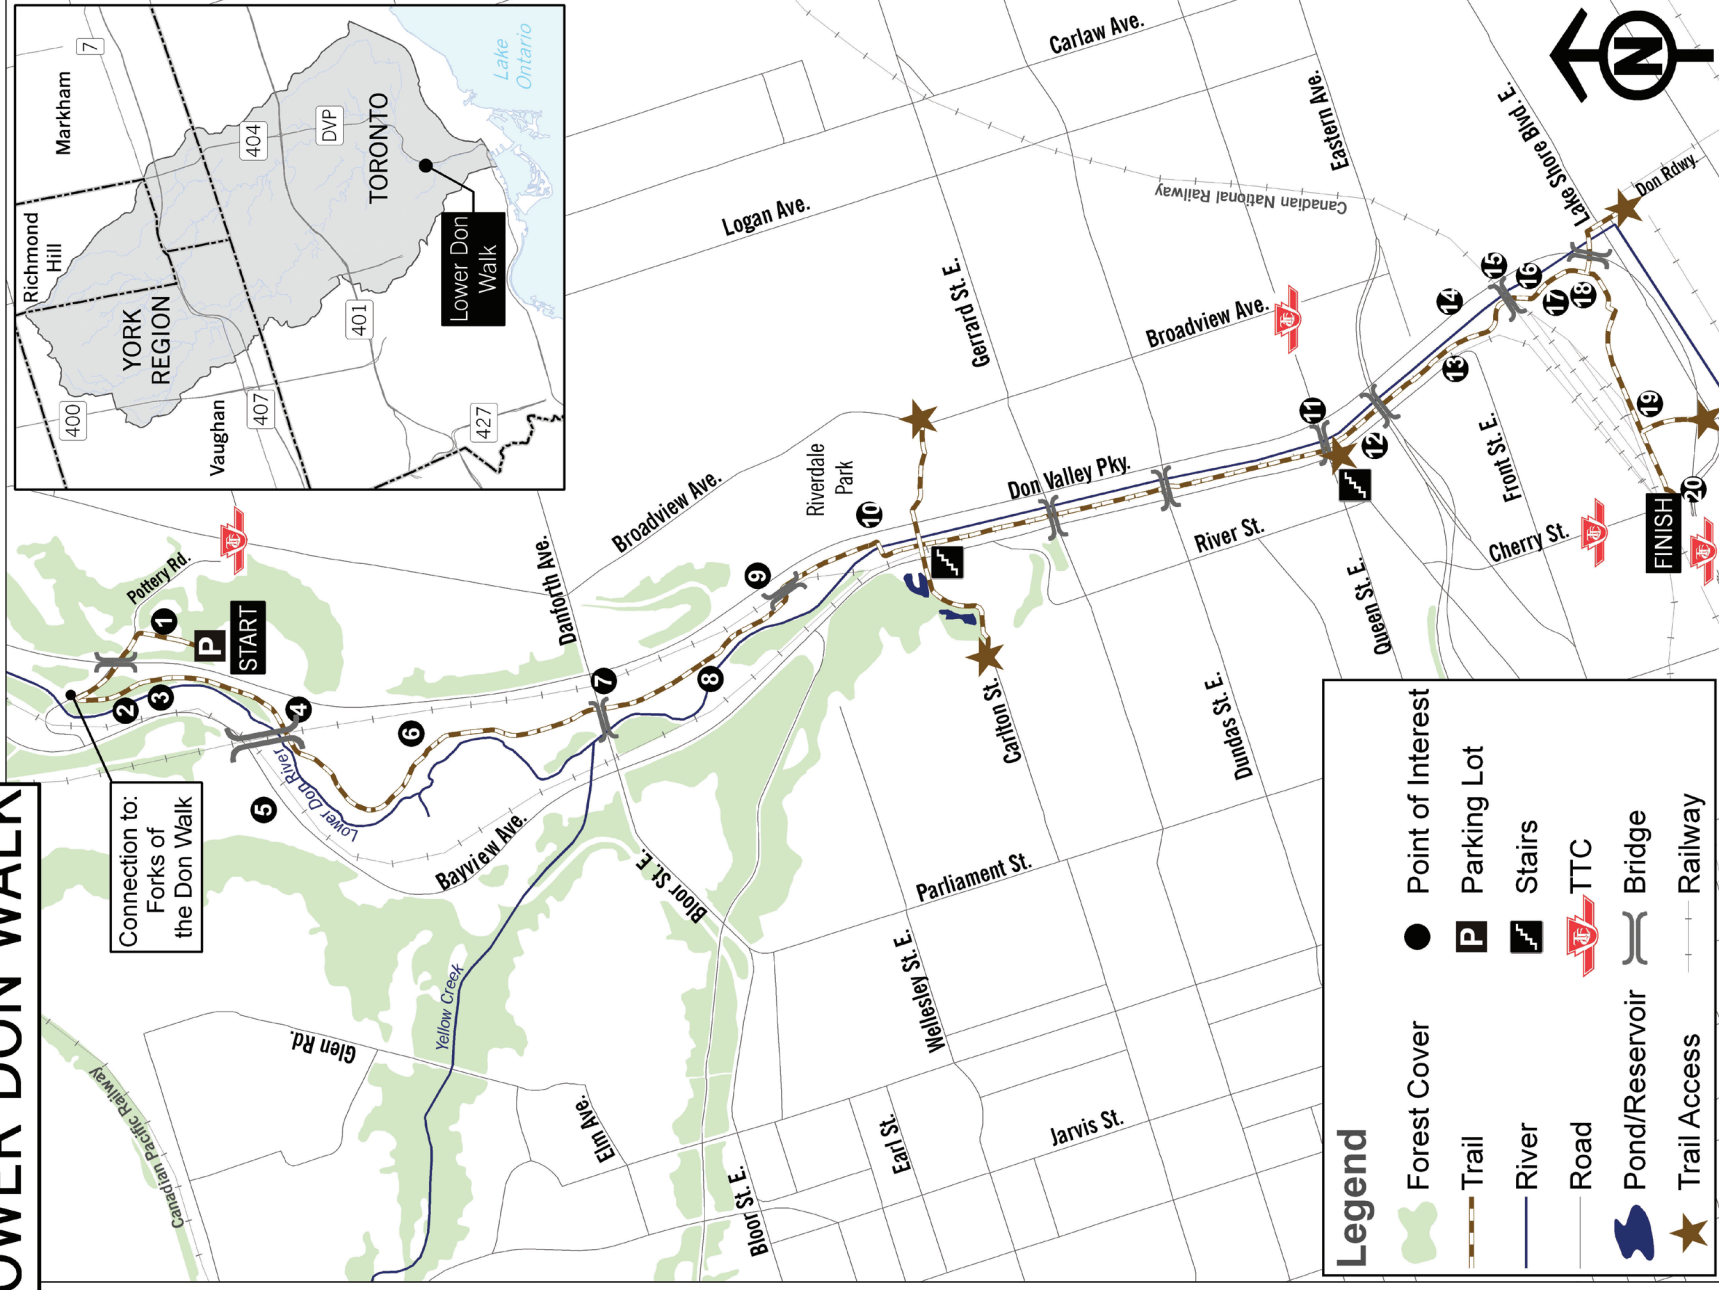 OWER DON WALK
Connection to:
Forks of
the Don Walk
START
P
FINISH
1
2
3
4
5
6
7
8
9
10
11
12
13
14
15
16
17
18
19
20
Pottery Rd.
Lower Don River
Bayview Ave.
Yellow Creek
Glen Rd.
Canadian Pacific Railway
Elm Ave.
Bloor St. E.
Bloor St. E.
Danforth Ave.
Broadview Ave.
Riverdale
Park
Logan Ave.
Carlaw Ave.
Gerrard St. E.
Broadview Ave.
Don Valley Pky.
River St.
Carlton St.
Parliament St.
Wellesley St. E.
Earl St.
Jarvis St.
Dundas St. E.
Queen St. E.
Eastern Ave.
Canadian National Railway
Front St. E.
Cherry St.
Lake Shore Blvd. E.
Don Rdwy.
N
Markham
7
Richmond
Hill
404
DVP
TORONTO
YORK
REGION
400
401
407
427
Vaughan
Lake
Ontario
Lower Don
Walk
Legend
Forest Cover
Trail
River
Road
Pond/Reservoir
Trail Access
Point of Interest
P
Parking Lot
Stairs
TTC
Bridge
Railway